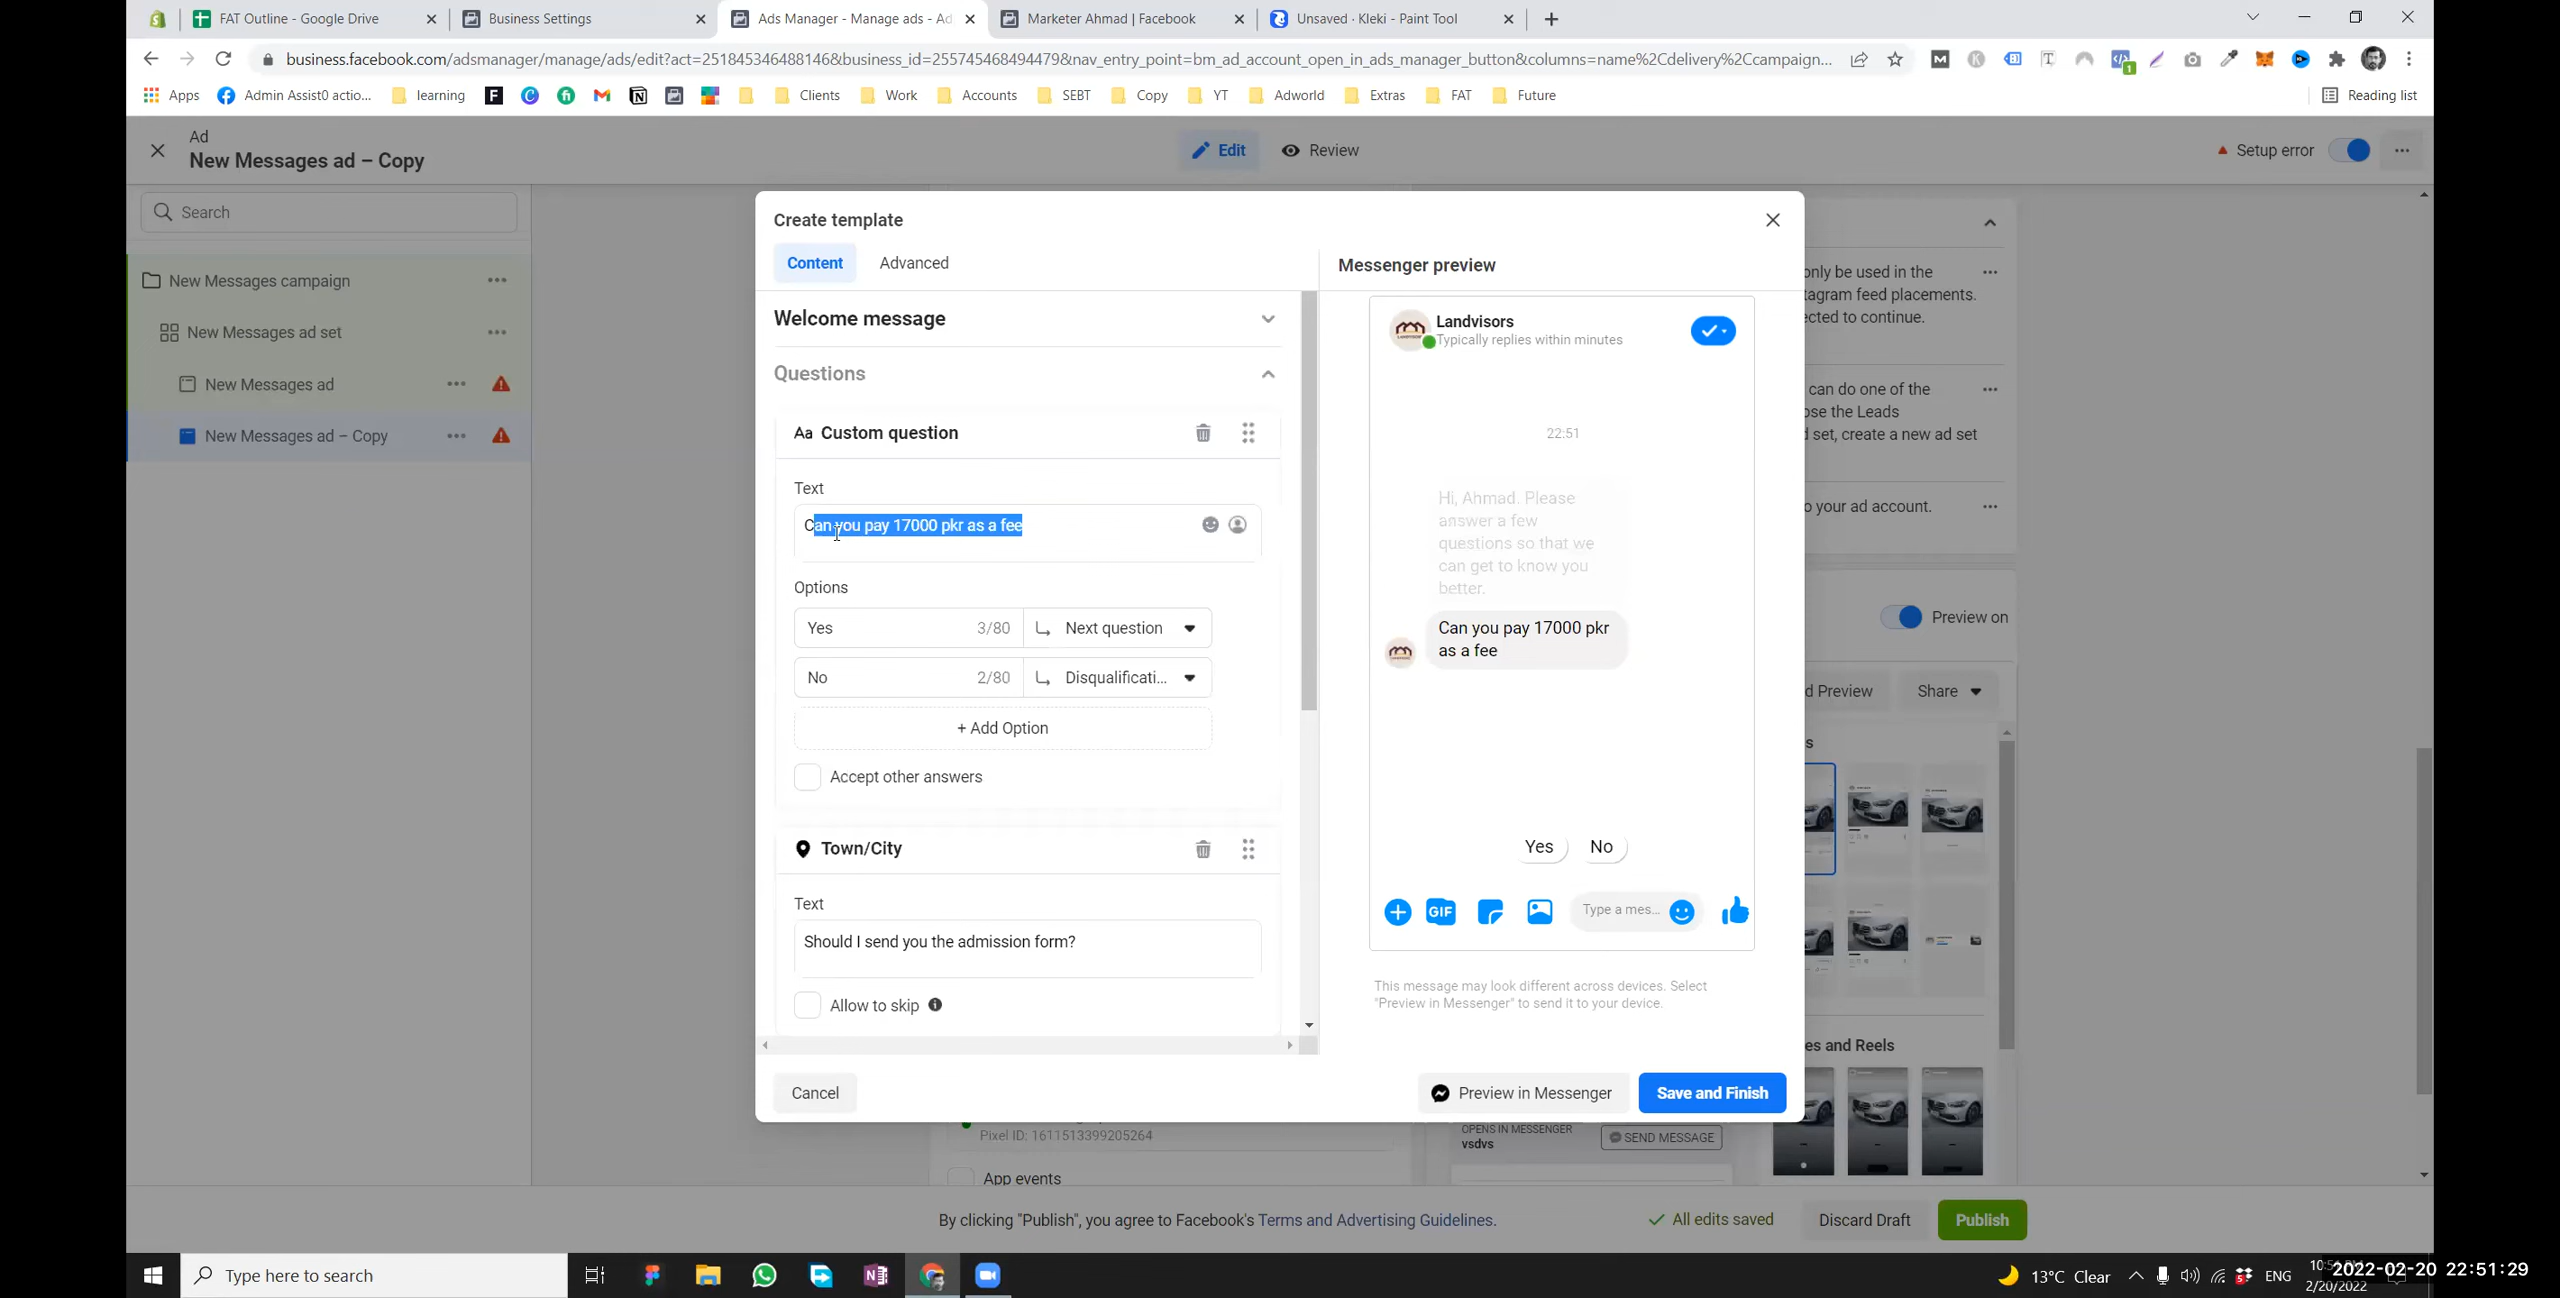 FAT Outline - Google Drive
Business Settings
Ads Manager - Manage ads - Ad
Marketer Ahmad | Facebook
Unsaved · Kleki - Paint Tool
business.facebook.com/adsmanager/manage/ads/edit?act=251845346488146&business_id=255745468494479&nav_entry_point=bm_ad_account_open_in_ads_manager_button&columns=name%2Cdelivery%2Ccampaign...
Apps
Admin Assist0 actio...
learning
Clients
Work
Accounts
SEBT
Copy
YT
Adworld
Extras
FAT
Future
Reading list
Ad
New Messages ad – Copy
Edit
Review
Setup error
Search
New Messages campaign
New Messages ad set
New Messages ad
New Messages ad – Copy
Create template
Content
Advanced
Welcome message
Questions
Aa Custom question
Text
Can you pay 17000 pkr as a fee
Options
Yes 3/80 Next question
No 2/80 Disqualificati...
+ Add Option
Accept other answers
Town/City
Text
Should I send you the admission form?
Allow to skip
Messenger preview
Landvisors
Typically replies within minutes
22:51
Hi, Ahmad. Please
answer a few
questions so that we
can get to know you
better.
Can you pay 17000 pkr
as a fee
Yes No
GIF
Type a mes...
This message may look different across devices. Select
"Preview in Messenger" to send it to your device.
Cancel
Preview in Messenger
Save and Finish
only be used in the
tagram feed placements.
cted to continue.
can do one of the
ose the Leads
d set, create a new ad set
o your ad account.
Preview on
d Preview
Share
s
es and Reels
Pixel ID: 1611513399205264
App events
OPENS IN MESSENGER
vsdvs
SEND MESSAGE
By clicking "Publish", you agree to Facebook's Terms and Advertising Guidelines.
All edits saved
Discard Draft
Publish
Type here to search
13°C Clear
ENG
2/20/2022
2022-02-20 22:51:29